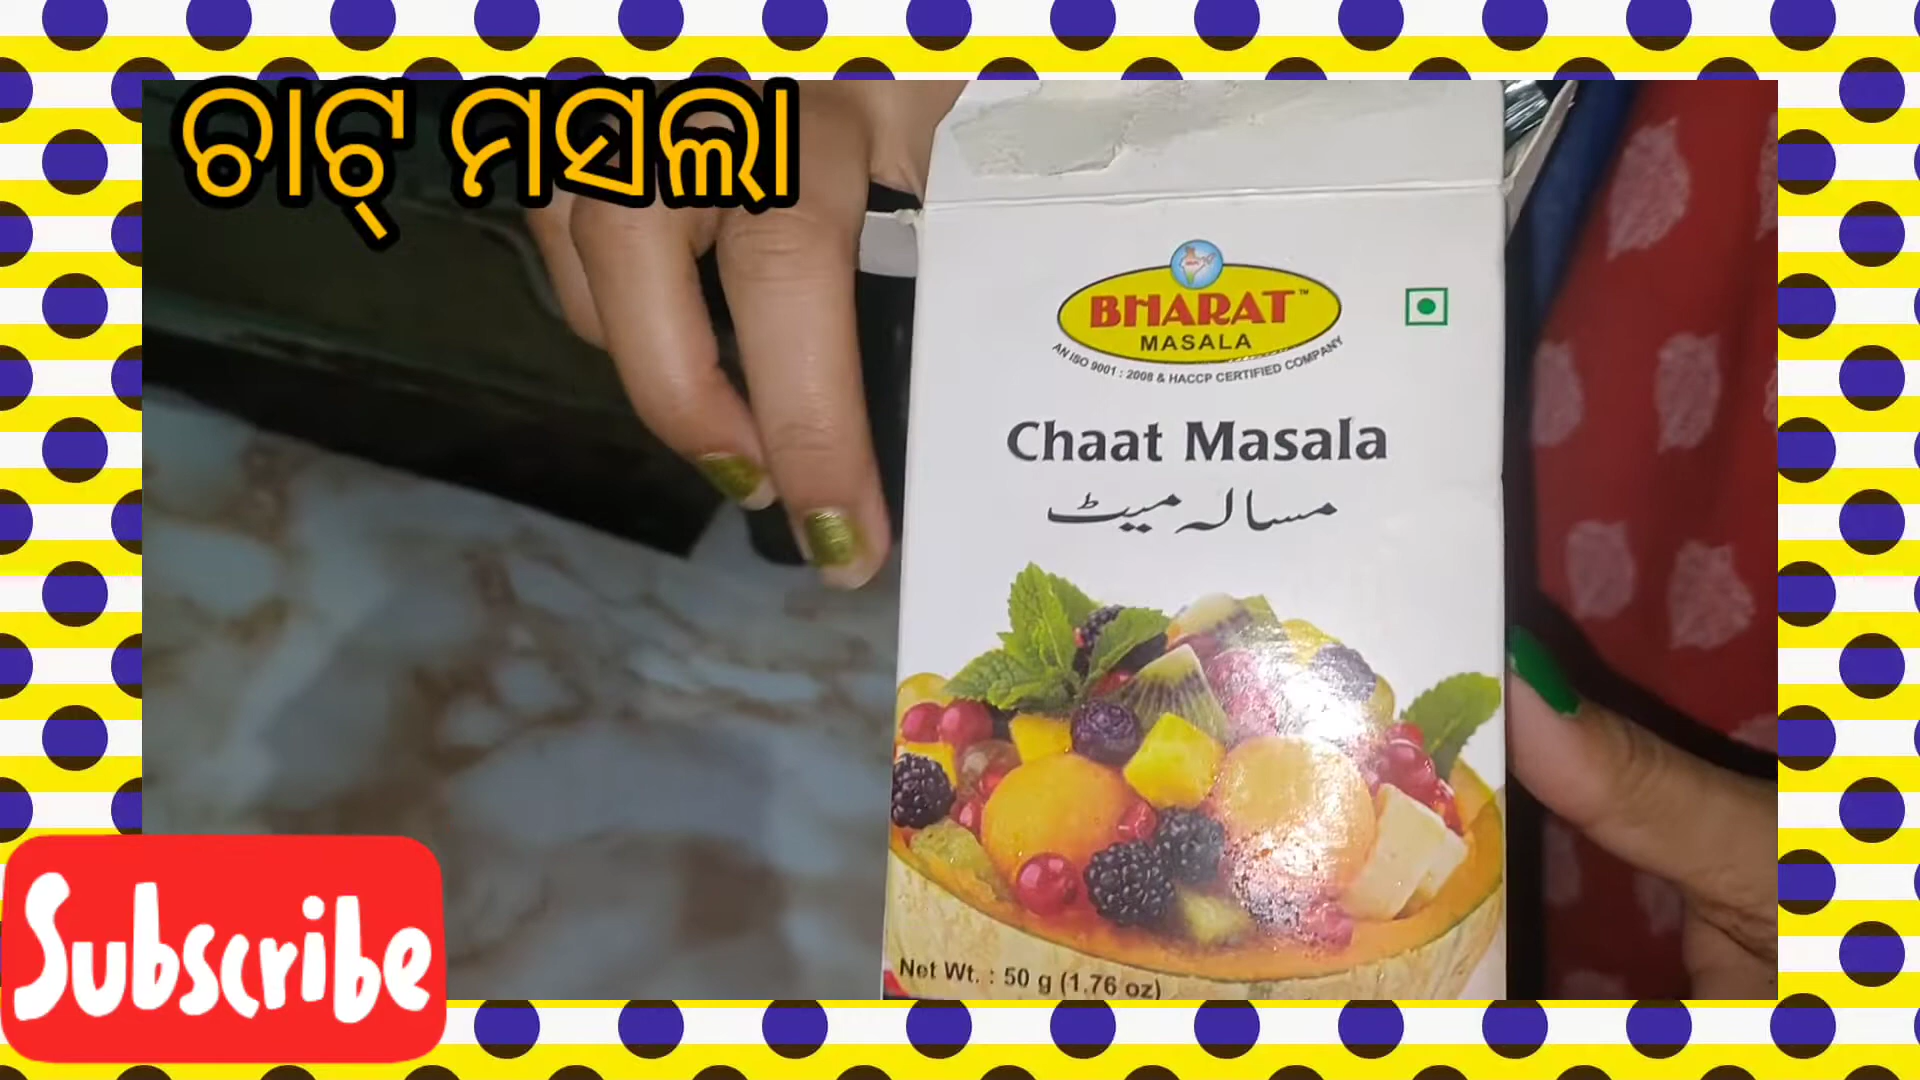 ଚାଟ୍ ମସଲା
BHARAT™
MASALA
AN ISO 9001 : 2008 & HACCP CERTIFIED COMPANY
Chaat Masala
مسالہ میٹ
Net Wt. : 50 g (1.76 oz)
Subscribe